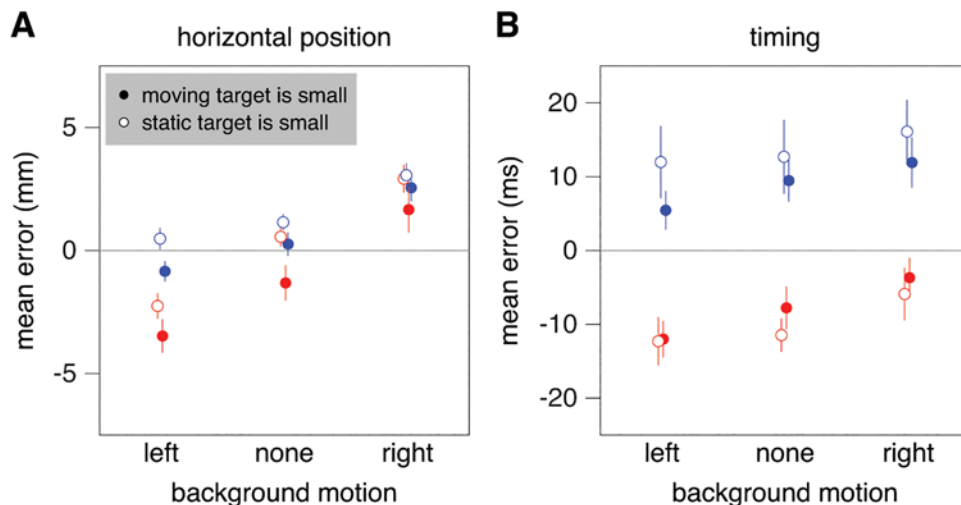 A
horizontal position
moving target is small
static target is small
5
0
-5
mean error (mm)
left none right
background motion
B
timing
20
10
0
-10
-20
mean error (ms)
left none right
background motion